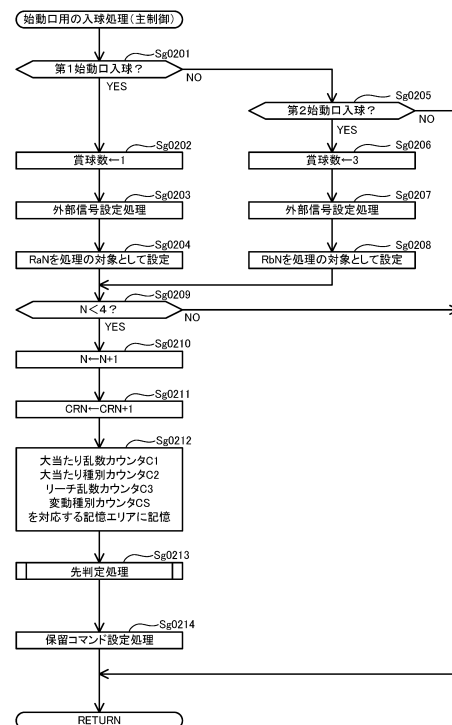 始動口用の入球処理(主制御)
Sg0201
第1始動口入球?
NO
YES
Sg0205
第2始動口入球?
NO
YES
Sg0202
賞球数←1
Sg0206
賞球数←3
Sg0203
外部信号設定処理
Sg0207
外部信号設定処理
Sg0204
RaNを処理の対象として設定
Sg0208
RbNを処理の対象として設定
Sg0209
N<4?
NO
YES
Sg0210
N←N+1
Sg0211
CRN←CRN+1
Sg0212
大当たり乱数カウンタC1
大当たり種別カウンタC2
リーチ乱数カウンタC3
変動種別カウンタCS
を対応する記憶エリアに記憶
Sg0213
先判定処理
Sg0214
保留コマンド設定処理
RETURN